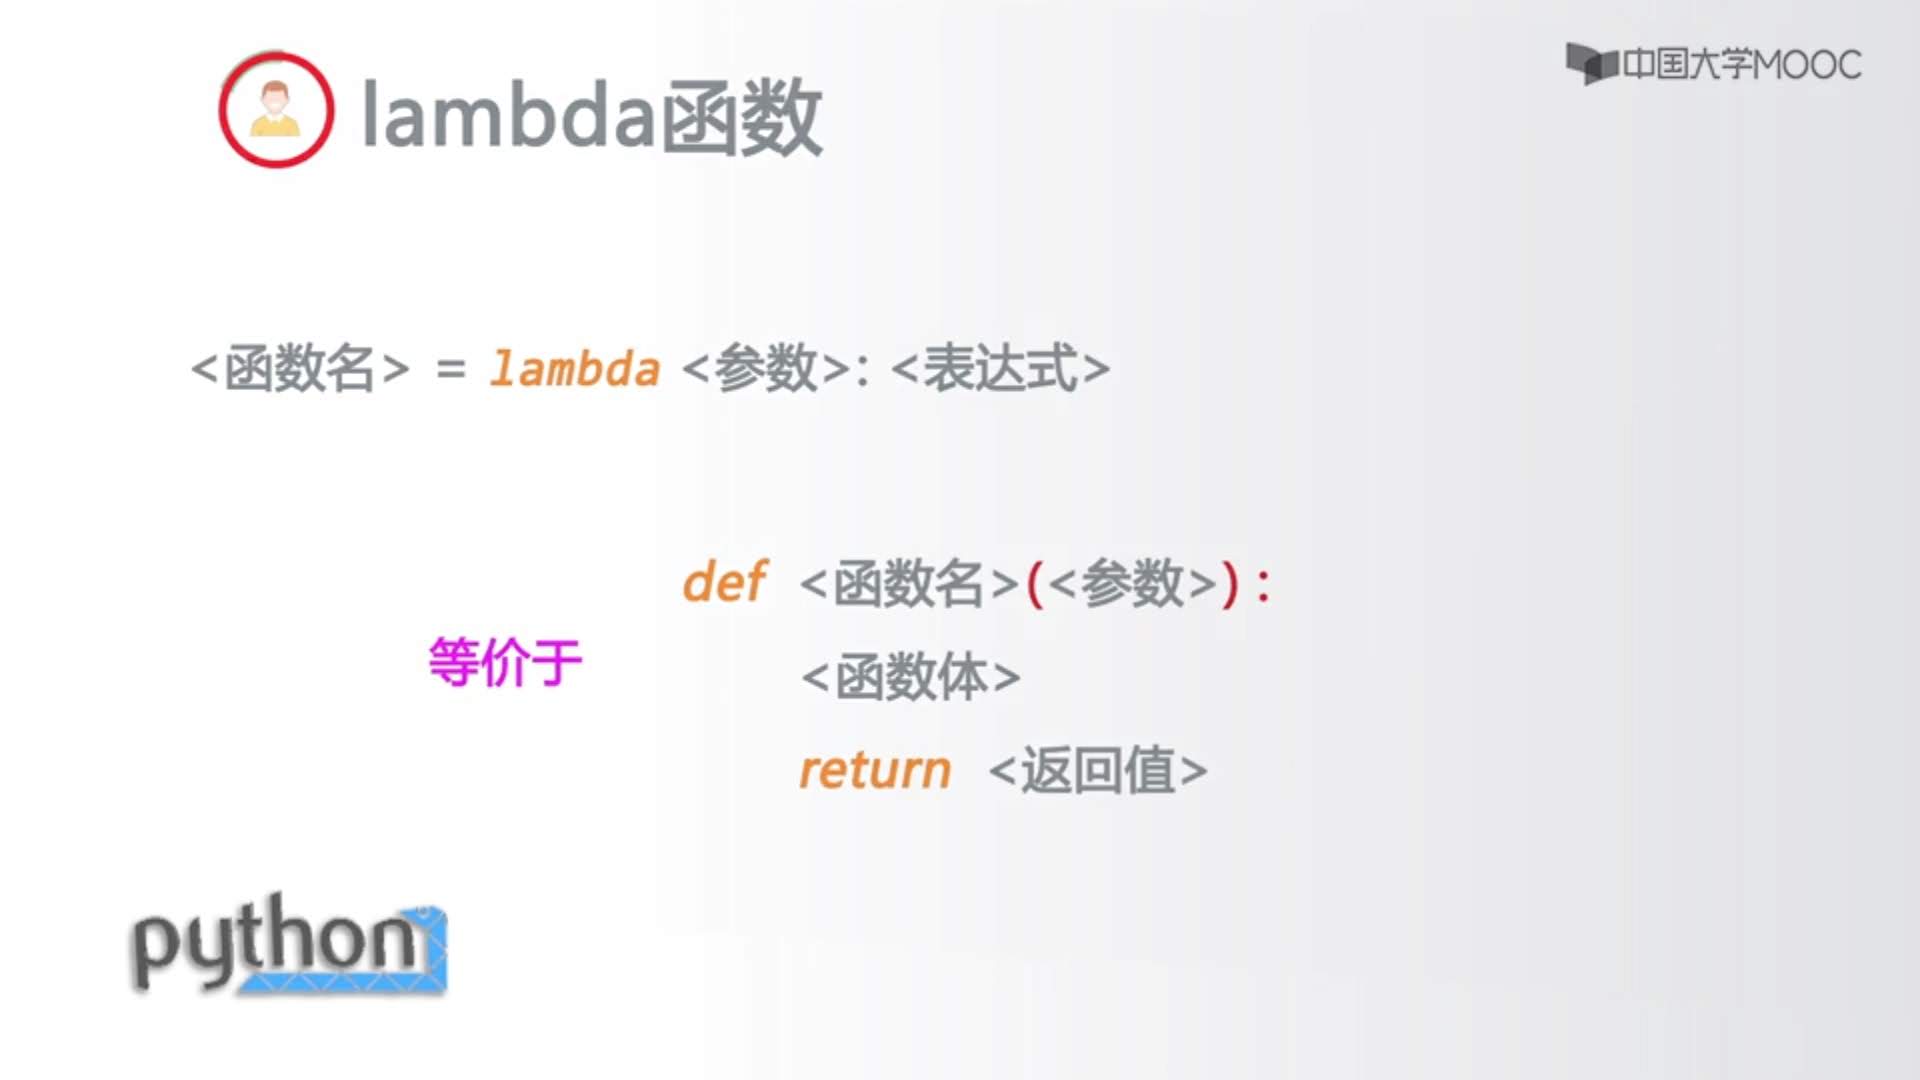 lambda函数
中国大学MOOC
<函数名> = lambda <参数>: <表达式>
def <函数名>(<参数>) :
等价于
<函数体>
return <返回值>
python